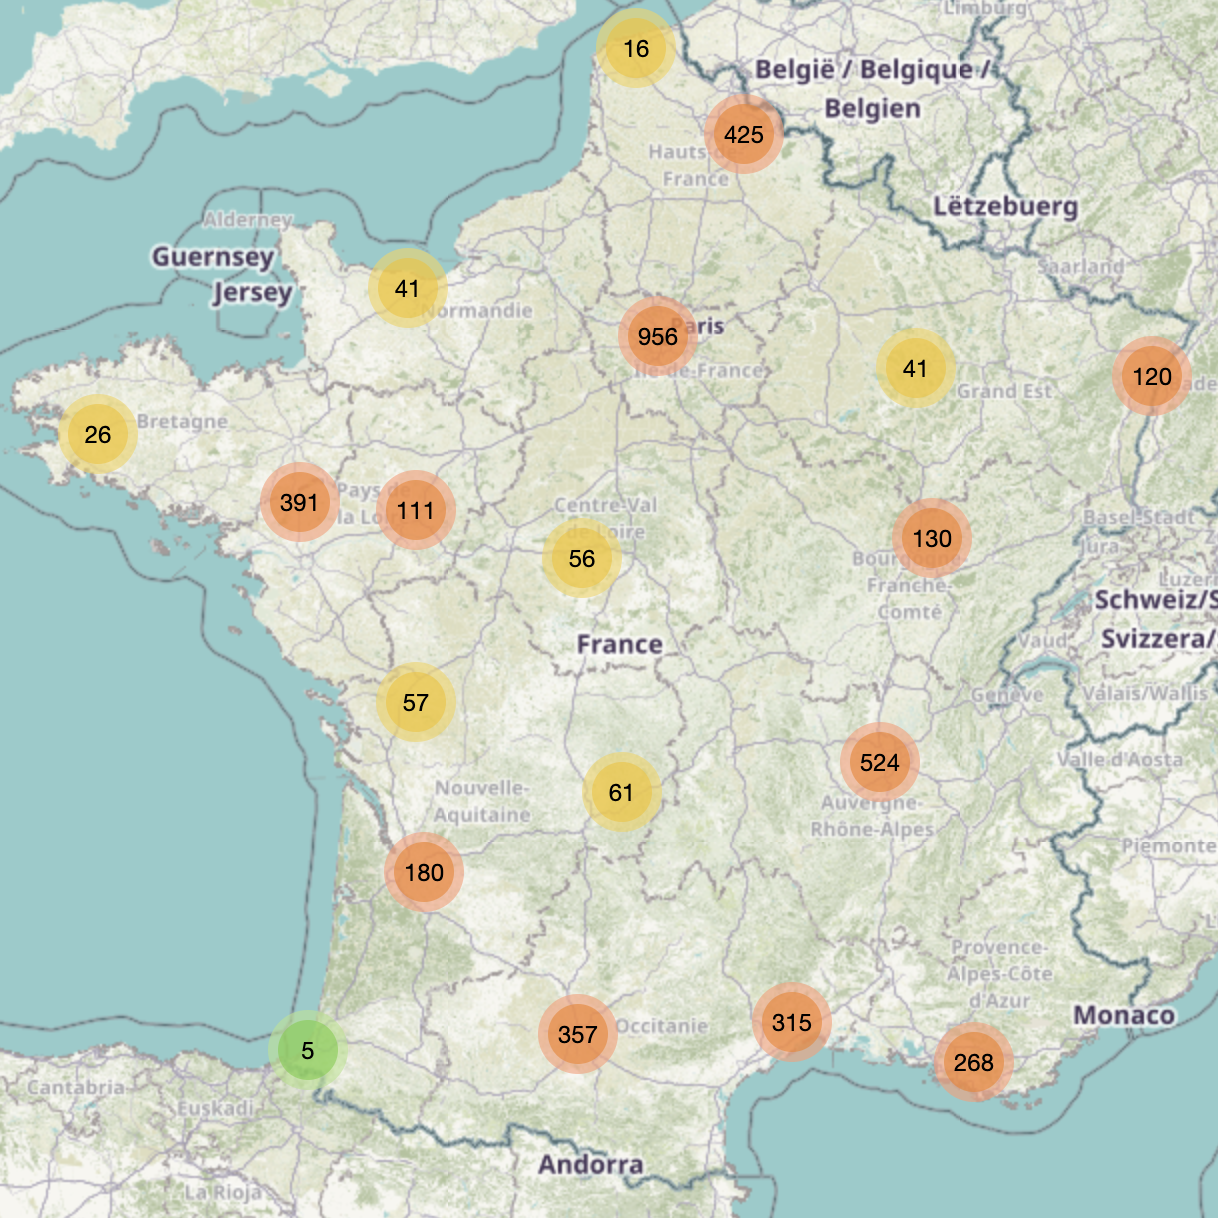 Limburg
16
België / Belgique /
Belgien
425
Hauts-
France
Lëtzebuerg
Alderney
Guernsey
Jersey
Saarland
41
Normandie
956
Paris
Île-de-France
41
Grand Est
120
26
Bretagne
391
Pays de
la Lo
111
Centre-Val
de Loire
56
130
Bourgogne-
Franche-
Comté
Basel-Stadt
Jura
Luzern
Schweiz/S
Svizzera/
Vaud
France
Genève
Valais/Wallis
57
524
Valle d'Aosta
61
Nouvelle-
Aquitaine
Auvergne-
Rhône-Alpes
Piemonte
180
Provence-
Alpes-Côte
d'Azur
Monaco
315
357
Occitanie
268
5
Cantabria
Euskadi
Andorra
La Rioja